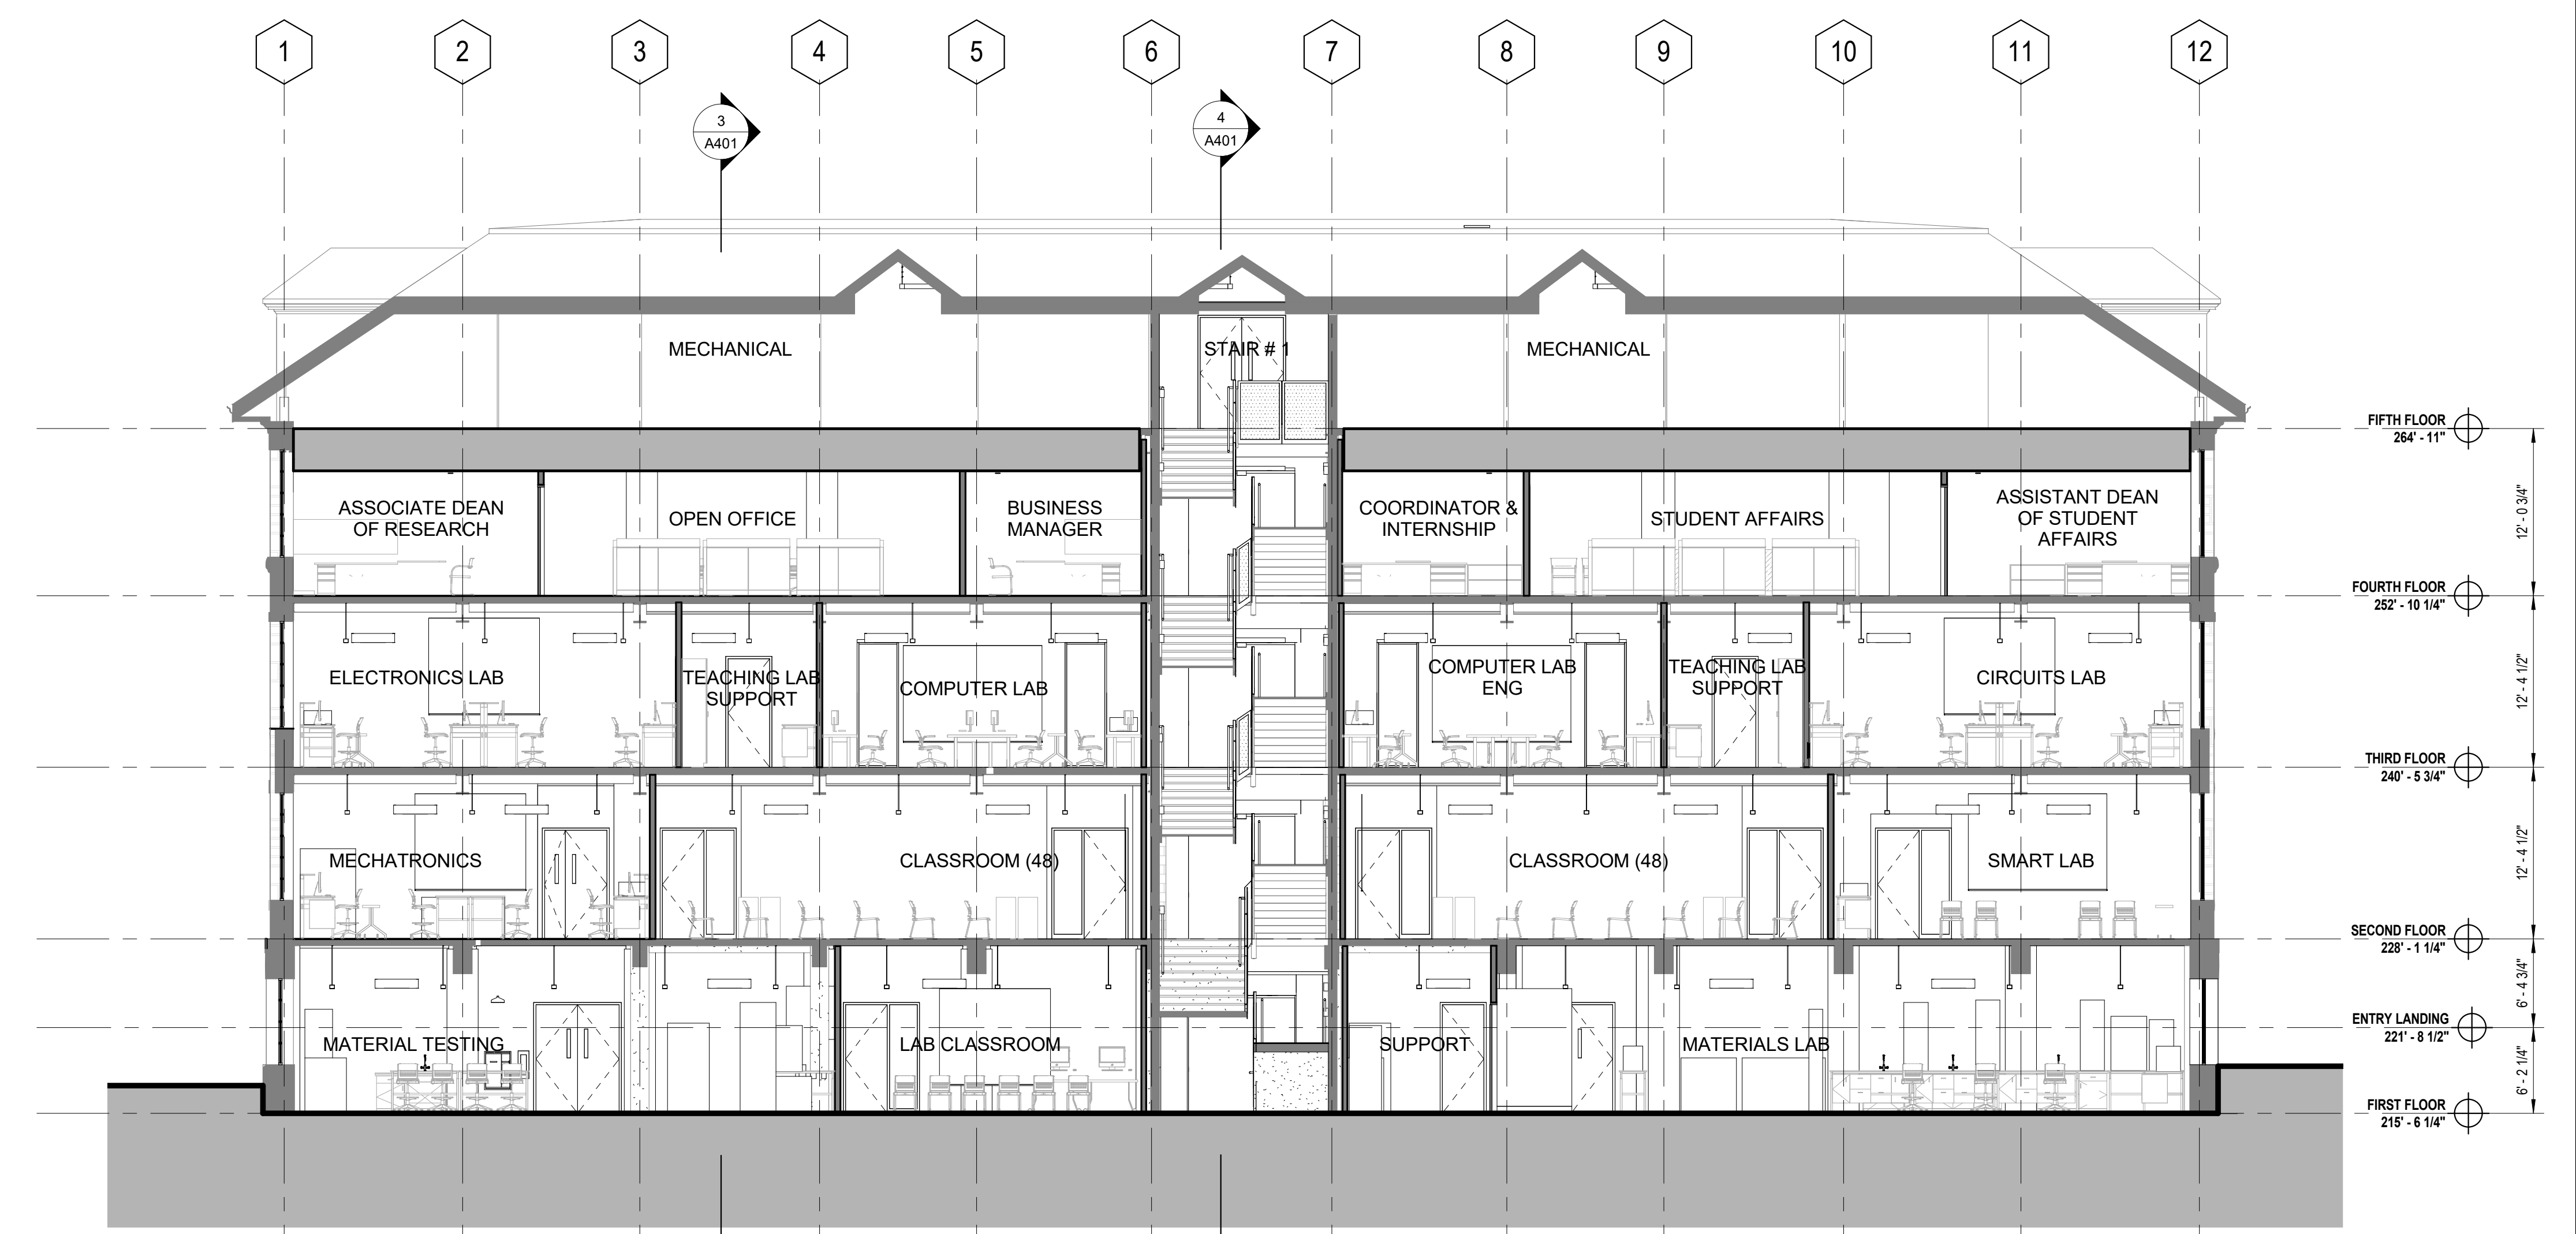 1
2
3
4
5
6
7
8
9
10
11
12
3
A401
4
A401
MECHANICAL
STAIR # 1
MECHANICAL
FIFTH FLOOR
264' - 11"
ASSOCIATE DEAN
OF RESEARCH
OPEN OFFICE
BUSINESS
MANAGER
COORDINATOR &
INTERNSHIP
STUDENT AFFAIRS
ASSISTANT DEAN
OF STUDENT
AFFAIRS
12' - 0 3/4"
FOURTH FLOOR
252' - 10 1/4"
ELECTRONICS LAB
TEACHING LAB
SUPPORT
COMPUTER LAB
COMPUTER LAB
ENG
TEACHING LAB
SUPPORT
CIRCUITS LAB
12' - 4 1/2"
THIRD FLOOR
240' - 5 3/4"
MECHATRONICS
CLASSROOM (48)
CLASSROOM (48)
SMART LAB
12' - 4 1/2"
SECOND FLOOR
228' - 1 1/4"
6' - 4 3/4"
ENTRY LANDING
221' - 8 1/2"
MATERIAL TESTING
LAB CLASSROOM
SUPPORT
MATERIALS LAB
6' - 2 1/4"
FIRST FLOOR
215' - 6 1/4"